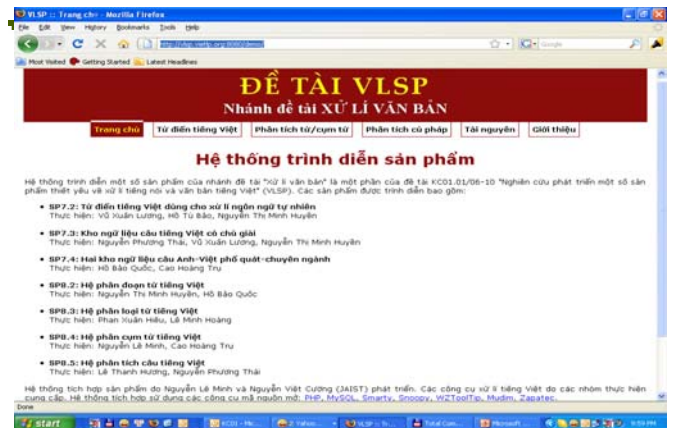 VLSP :: Trang chủ - Mozilla Firefox
File Edit View History Bookmarks Tools Help
http://vlsp.vietlp.org:8080/demo/
Google
Most Visited Getting Started Latest Headlines
ĐỀ TÀI VLSP
Nhánh đề tài XỬ LÍ VĂN BẢN
Trang chủ Từ điển tiếng Việt Phân tích từ/cụm từ Phân tích cú pháp Tài nguyên Giới thiệu
Hệ thống trình diễn sản phẩm
Hệ thống trình diễn một số sản phẩm của nhánh đề tài "Xử lí văn bản" là một phần của đề tài KC01.01/06-10 "Nghiên cứu phát triển một số sản
phẩm thiết yếu về xử lí tiếng nói và văn bản tiếng Việt" (VLSP). Các sản phẩm được trình diễn bao gồm:
• SP7.2: Từ điển tiếng Việt dùng cho xử lí ngôn ngữ tự nhiên
Thực hiện: Vũ Xuân Lương, Hồ Tú Bảo, Nguyễn Thị Minh Huyền
• SP7.3: Kho ngữ liệu câu tiếng Việt có chú giải
Thực hiện: Nguyễn Phương Thái, Vũ Xuân Lương, Nguyễn Thị Minh Huyền
• SP7.4: Hai kho ngữ liệu câu Anh-Việt phổ quát-chuyên ngành
Thực hiện: Hồ Bảo Quốc, Cao Hoàng Trụ
• SP8.2: Hệ phân đoạn từ tiếng Việt
Thực hiện: Nguyễn Thị Minh Huyền, Hồ Bảo Quốc
• SP8.3: Hệ phân loại từ tiếng Việt
Thực hiện: Phan Xuân Hiếu, Lê Minh Hoàng
• SP8.4: Hệ phân cụm từ tiếng Việt
Thực hiện: Nguyễn Lê Minh, Cao Hoàng Trụ
• SP8.5: Hệ phân tích câu tiếng Việt
Thực hiện: Lê Thanh Hương, Nguyễn Phương Thái
Hệ thống tích hợp sản phẩm do Nguyễn Lê Minh và Nguyễn Việt Cường (JAIST) phát triển. Các công cụ xử lí tiếng Việt do các nhóm thực hiện
cung cấp. Hệ thống tích hợp sử dụng các công cụ mã nguồn mở: PHP, MySQL, Smarty, Snoopy, WZToolTip, Mudim, Zapatec.
Done
start KC01 - Mic... 2 Yahoo... VLSP :: Tr... Total Com... Microsoft ... 9:59 PM